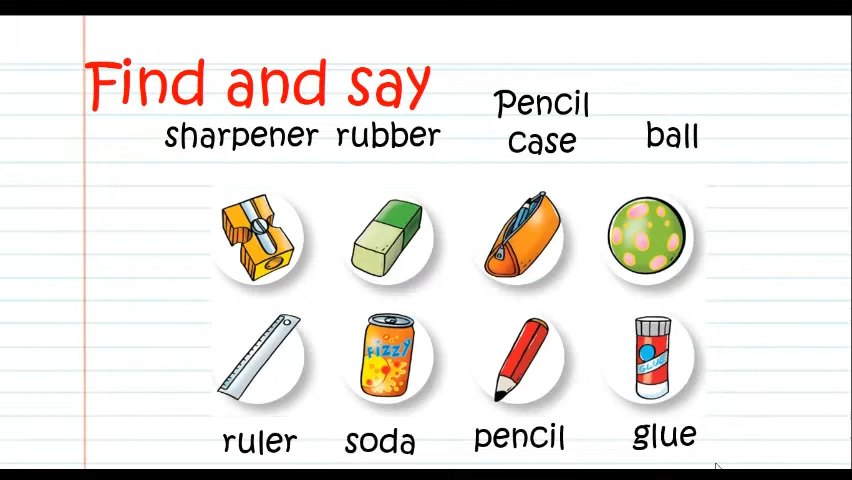 Find and say
sharpener rubber Pencil case ball
FIZZY
GLUE
ruler soda pencil glue